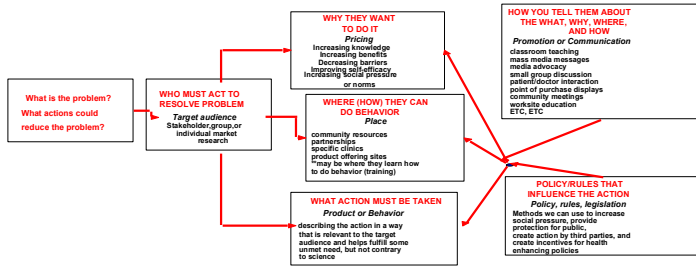 What is the problem?
What actions could
reduce the problem?
WHO MUST ACT TO
RESOLVE PROBLEM
Target audience
Stakeholder,group,or
individual market
research
WHY THEY WANT
TO DO IT
Pricing
Increasing knowledge
Increasing benefits
Decreasing barriers
Improving self-efficacy
Increasing social pressure
or norms
WHERE (HOW) THEY CAN
DO BEHAVIOR
Place
community resources
partnerships
specific clinics
product offering sites
**may be where they learn how
to do behavior (training)
WHAT ACTION MUST BE TAKEN
Product or Behavior
describing the action in a way
that is relevant to the target
audience and helps fulfill some
unmet need, but not contrary
to science
HOW YOU TELL THEM ABOUT
THE WHAT, WHY, WHERE,
AND HOW
Promotion or Communication
classroom teaching
mass media messages
media advocacy
small group discussion
patient/doctor interaction
point of purchase displays
community meetings
worksite education
ETC, ETC
POLICY/RULES THAT
INFLUENCE THE ACTION
Policy, rules, legislation
Methods we can use to increase
social pressure, provide
protection for public,
create action by third parties, and
create incentives for health
enhancing policies